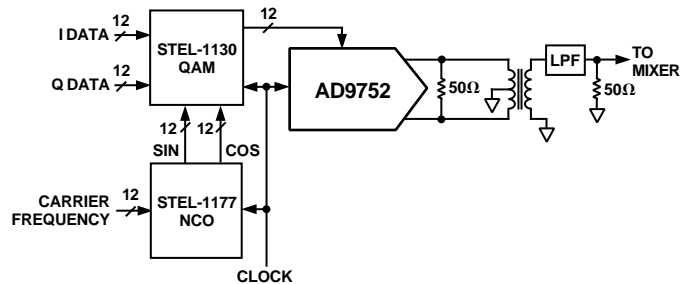 12
I DATA
12
Q DATA
STEL-1130
QAM
12
AD9752
50Ω
LPF
TO
MIXER
50Ω
12
12
SIN
COS
CARRIER
FREQUENCY
12
STEL-1177
NCO
CLOCK